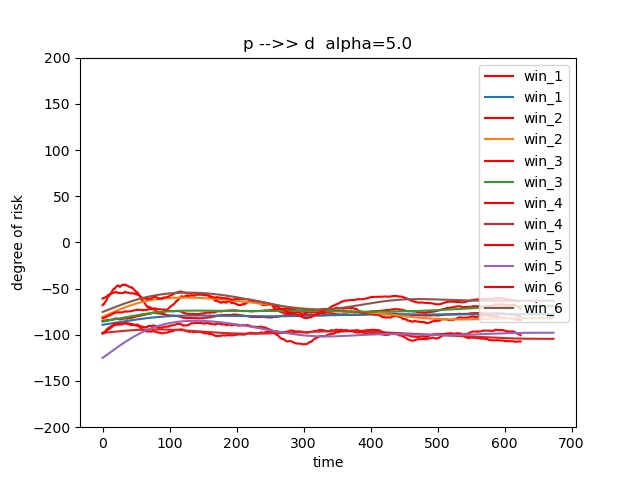 p -->> d  alpha=5.0
degree of risk
200
150
100
50
0
−50
−100
−150
−200
win_1
win_1
win_2
win_2
win_3
win_3
win_4
win_4
win_5
win_5
win_6
win_6
0
100
200
300
400
500
600
700
time